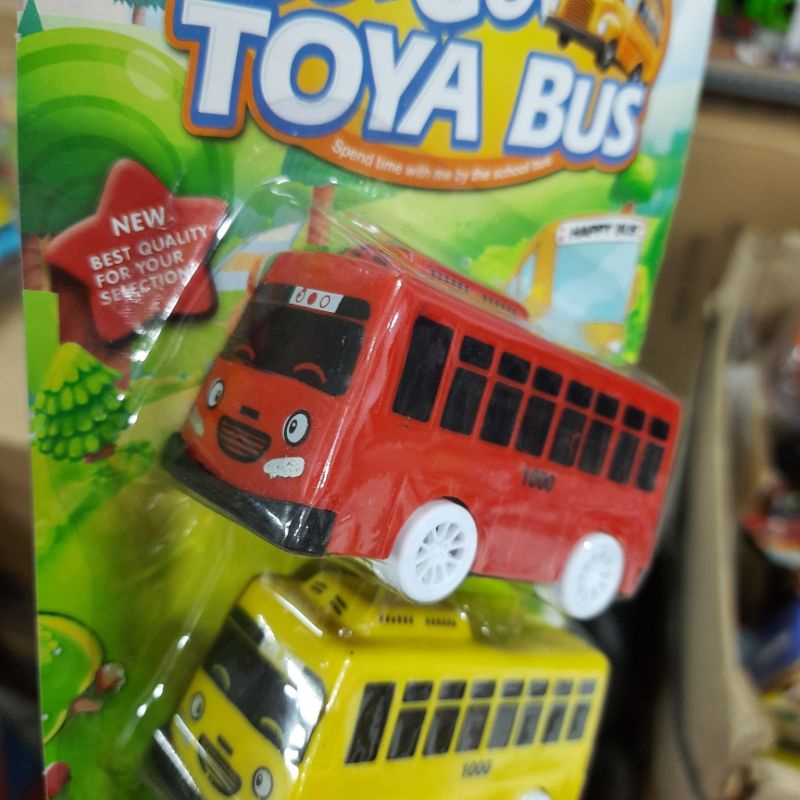 TOYA BUS
Spend time with me by the school bus
HAPPY BUS
NEW
BEST QUALITY
FOR YOUR
SELECTION
1000
1000